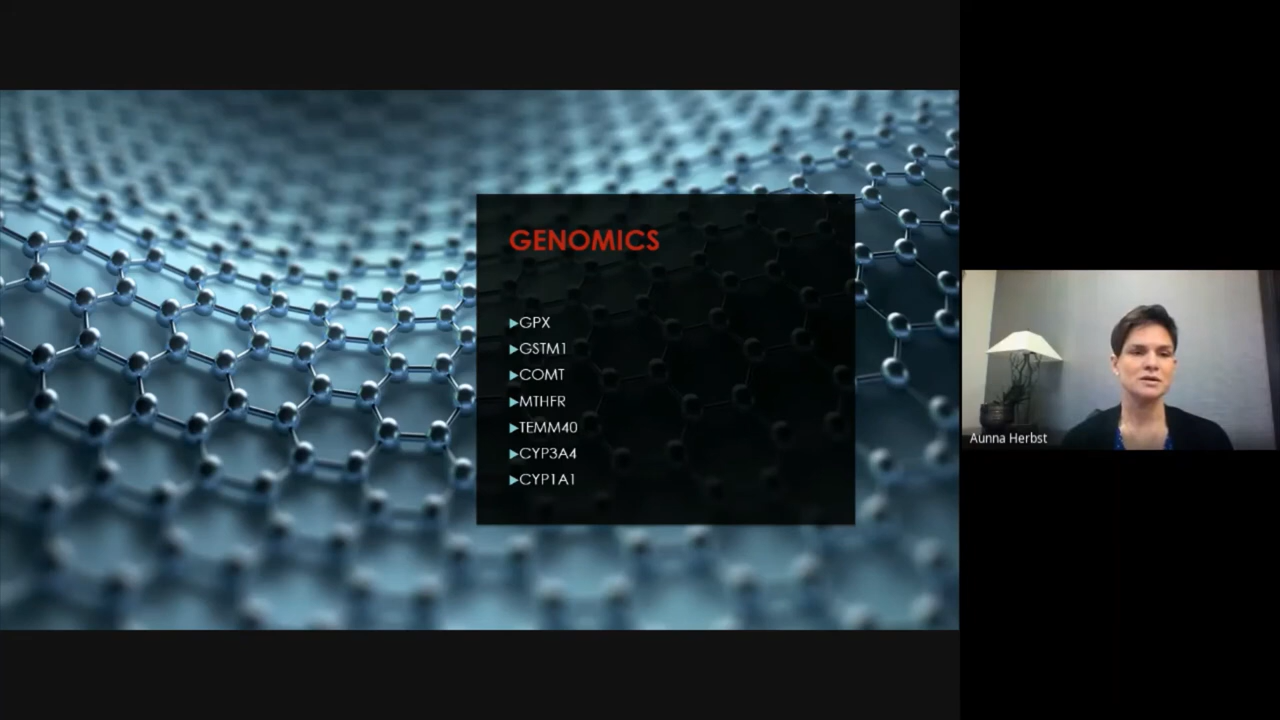 GENOMICS
GPX
GSTM1
COMT
MTHFR
TEMM40
CYP3A4
CYP1A1
Aunna Herbst